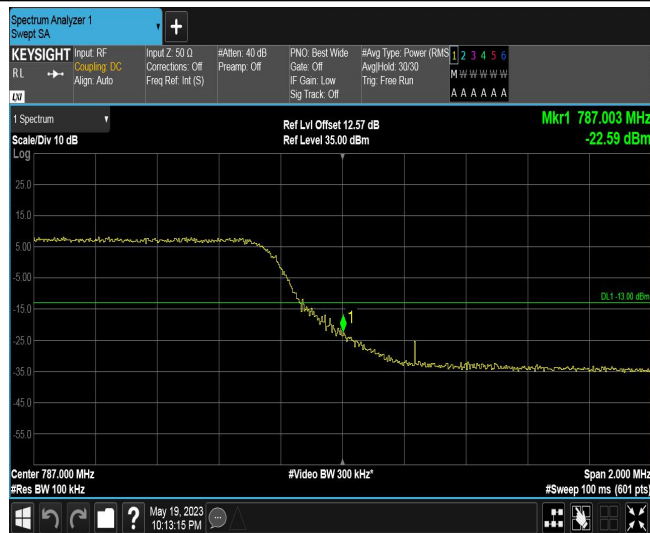 Spectrum Analyzer 1
Swept SA
+
KEYSIGHT
RL
LXI
Input: RF
Coupling: DC
Align: Auto
Input Z: 50 Ω
Corrections: Off
Freq Ref: Int (S)
#Atten: 40 dB
Preamp: Off
PNO: Best Wide
Gate: Off
IF Gain: Low
Sig Track: Off
#Avg Type: Power (RMS
Avg|Hold: 30/30
Trig: Free Run
1 2 3 4 5 6
M W W W W W
A A A A A A
1 Spectrum
Scale/Div 10 dB
Log
Ref Lvl Offset 12.57 dB
Ref Level 35.00 dBm
Mkr1 787.003 MHz
-22.59 dBm
25.0
15.0
5.00
-5.00
DL1 -13.00 dBm
-15.0
1
-25.0
-35.0
-45.0
-55.0
Center 787.000 MHz
#Video BW 300 kHz*
Span 2.000 MHz
#Res BW 100 kHz
#Sweep 100 ms (601 pts)
?
May 19, 2023
10:13:15 PM